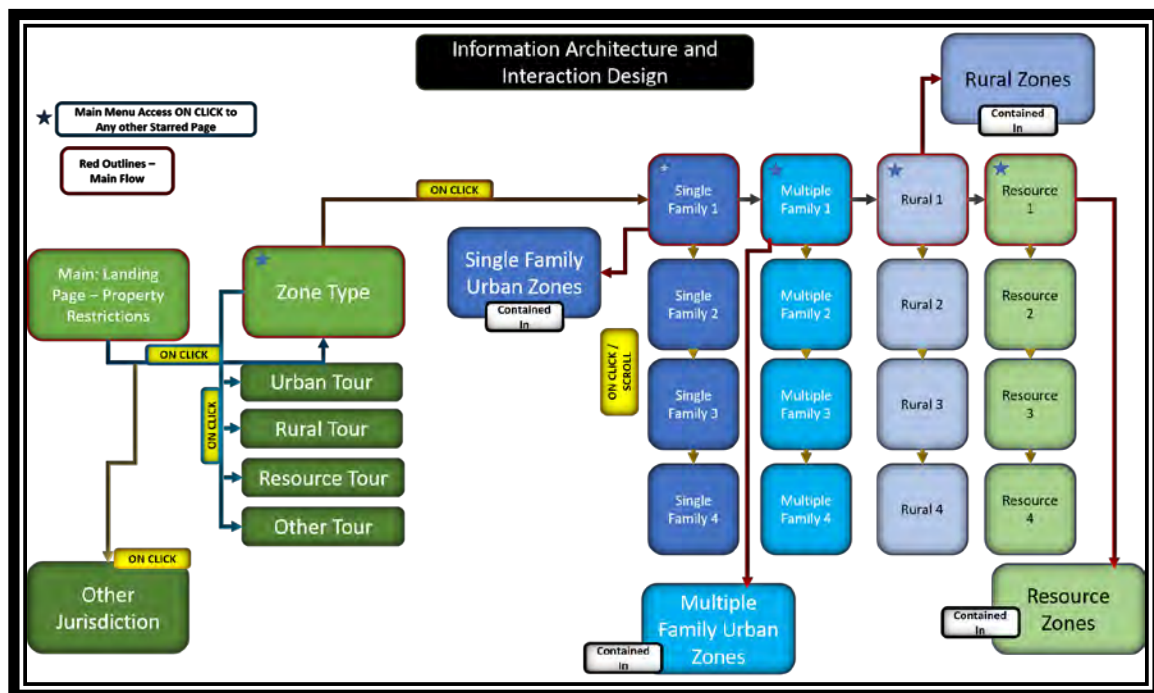 Information Architecture and
Interaction Design
Rural Zones
Contained
In
Main Menu Access ON CLICK to
Any other Starred Page
Red Outlines –
Main Flow
ON CLICK
Single
Family 1
Multiple
Family 1
Rural 1
Resource
1
Main: Landing
Page – Property
Restrictions
Zone Type
Single Family
Urban Zones
Contained
In
Single
Family 2
Multiple
Family 2
Rural 2
Resource
2
ON CLICK
ON CLICK /
SCROLL
Urban Tour
Rural Tour
Resource Tour
Other Tour
ON CLICK
Single
Family 3
Multiple
Family 3
Rural 3
Resource
3
Single
Family 4
Multiple
Family 4
Rural 4
Resource
4
ON CLICK
Other
Jurisdiction
Multiple
Family Urban
Zones
Contained
In
Resource
Zones
Contained
In